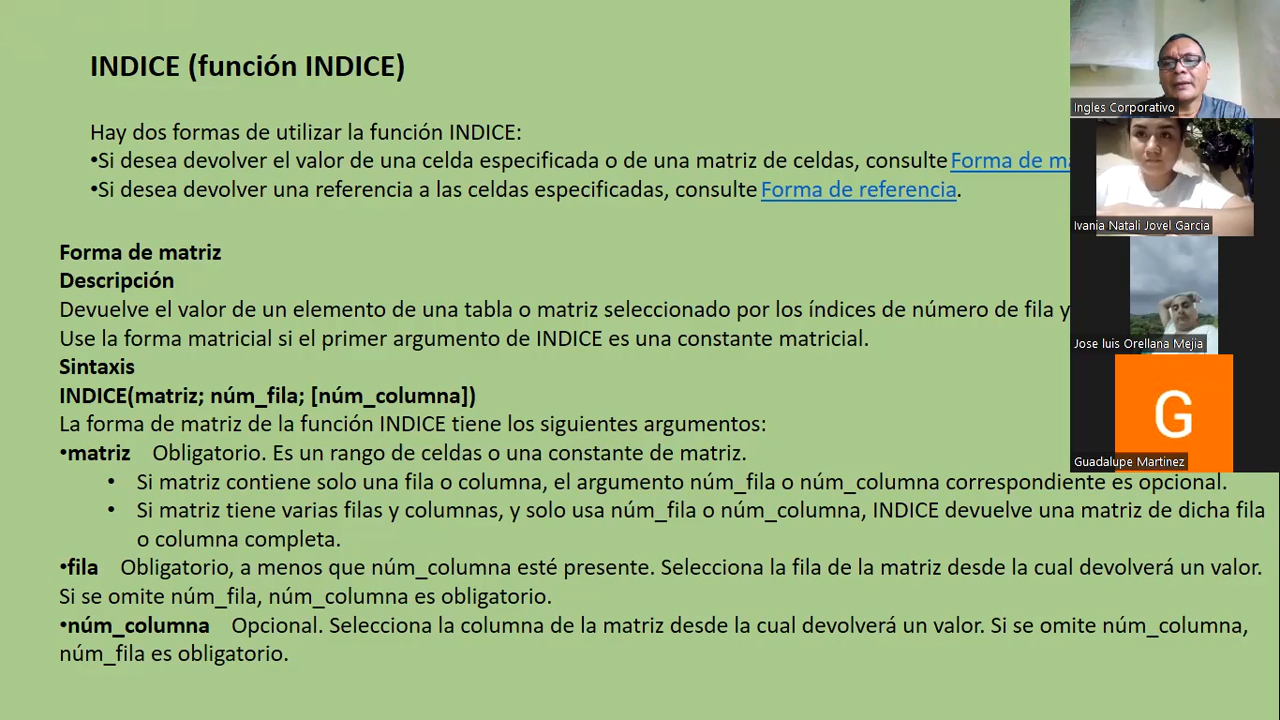 INDICE (función INDICE)
Hay dos formas de utilizar la función INDICE:
•Si desea devolver el valor de una celda especificada o de una matriz de celdas, consulte Forma de
•Si desea devolver una referencia a las celdas especificadas, consulte Forma de referencia.
Forma de matriz
Descripción
Devuelve el valor de un elemento de una tabla o matriz seleccionado por los índices de número de fila y
Use la forma matricial si el primer argumento de INDICE es una constante matricial.
Sintaxis
INDICE(matriz; núm_fila; [núm_columna])
La forma de matriz de la función INDICE tiene los siguientes argumentos:
•matriz Obligatorio. Es un rango de celdas o una constante de matriz.
• Si matriz contiene solo una fila o columna, el argumento núm_fila o núm_columna correspondiente es opcional.
• Si matriz tiene varias filas y columnas, y solo usa núm_fila o núm_columna, INDICE devuelve una matriz de dicha fila
o columna completa.
•fila Obligatorio, a menos que núm_columna esté presente. Selecciona la fila de la matriz desde la cual devolverá un valor.
Si se omite núm_fila, núm_columna es obligatorio.
•núm_columna Opcional. Selecciona la columna de la matriz desde la cual devolverá un valor. Si se omite núm_columna,
núm_fila es obligatorio.
Ingles Corporativo
Ivania Natali Jovel Garcia
Jose luis Orellana Mejia
G
Guadalupe Martinez